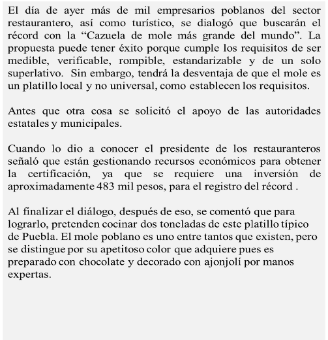 El día de ayer más de mil empresarios poblanos del sector
restaurantero, así como turístico, se dialogó que buscarán el
récord con la "Cazuela de mole más grande del mundo". La
propuesta puede tener éxito porque cumple los requisitos de ser
medible, verificable, rompible, estandarizable y de un solo
superlativo. Sin embargo, tendrá la desventaja de que el mole es
un platillo local y no universal, como establecen los requisitos.
Antes que otra cosa se solicitó el apoyo de las autoridades
estatales y municipales.
Cuando lo dio a conocer el presidente de los restauranteros
señaló que están gestionando recursos económicos para obtener
la certificación, ya que se requiere una inversión de
aproximadamente 483 mil pesos, para el registro del récord .
Al finalizar el diálogo, después de eso, se comentó que para
lograrlo, pretenden cocinar dos toneladas de este platillo típico
de Puebla. El mole poblano es uno entre tantos que existen, pero
se distingue por su apetitoso color que adquiere pues es
preparado con chocolate y decorado con ajonjolí por manos
expertas.